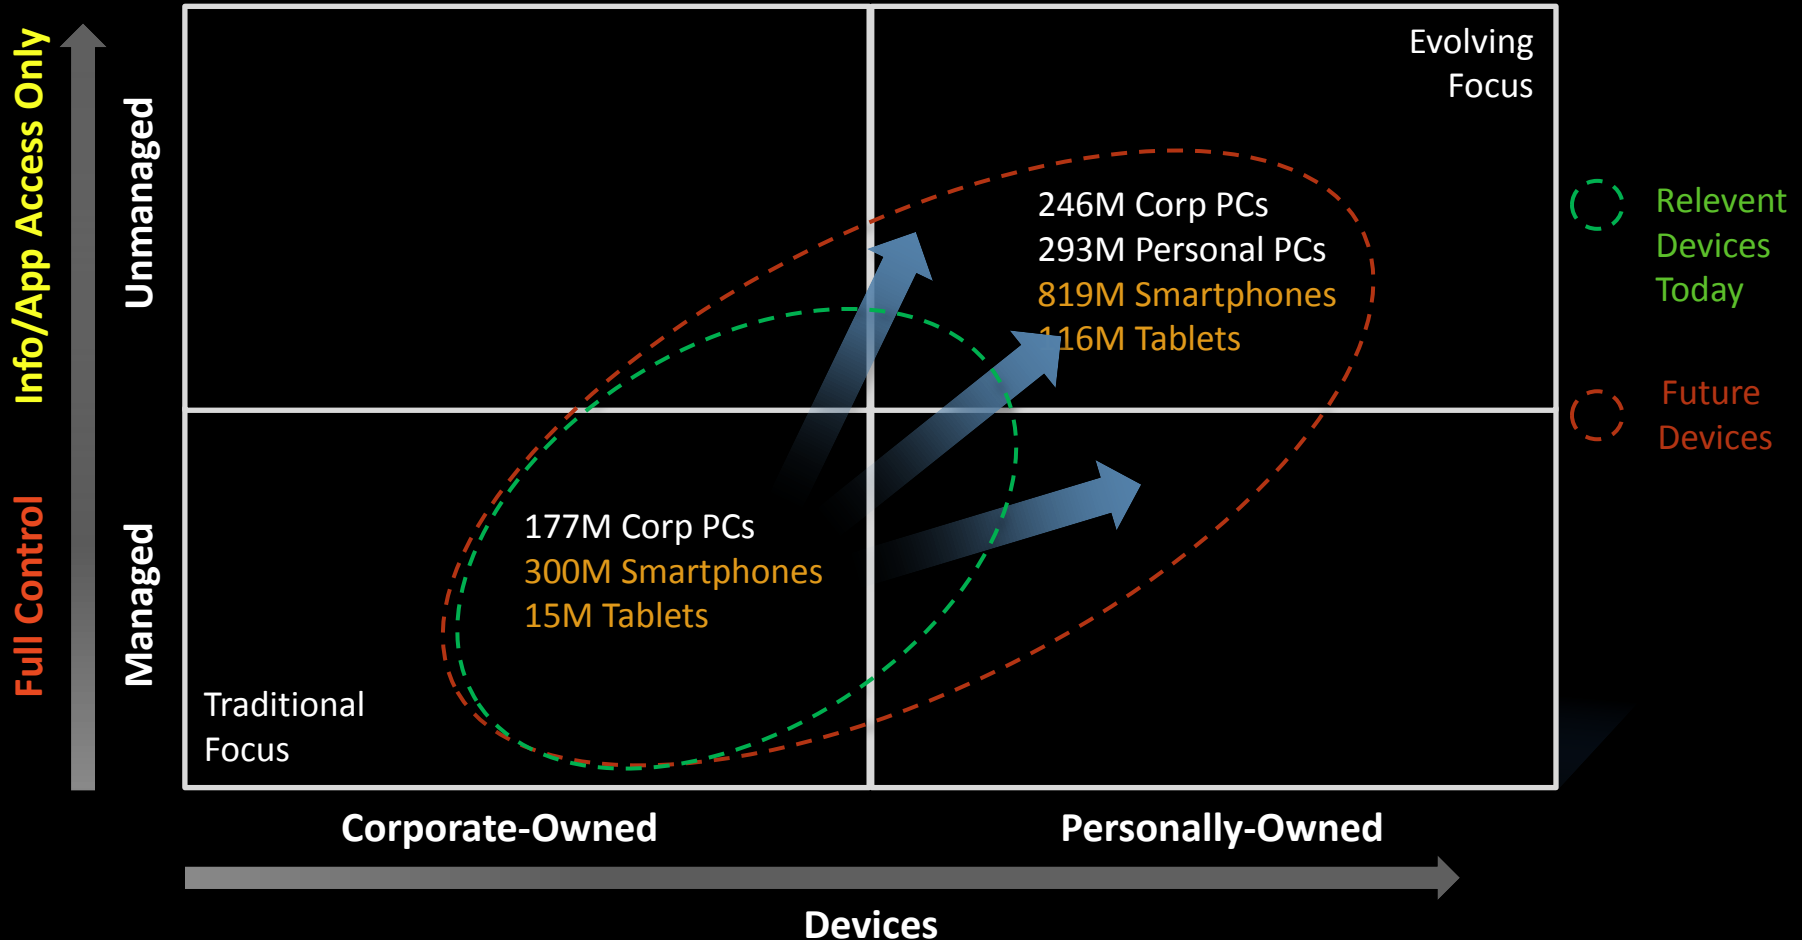 Evolving
Focus
Info/App Access Only
Full Control
Unmanaged
Managed
246M Corp PCs
293M Personal PCs
819M Smartphones
116M Tablets
177M Corp PCs
300M Smartphones
15M Tablets
Traditional
Focus
Relevent
Devices
Today
Future
Devices
Corporate-Owned
Personally-Owned
Devices